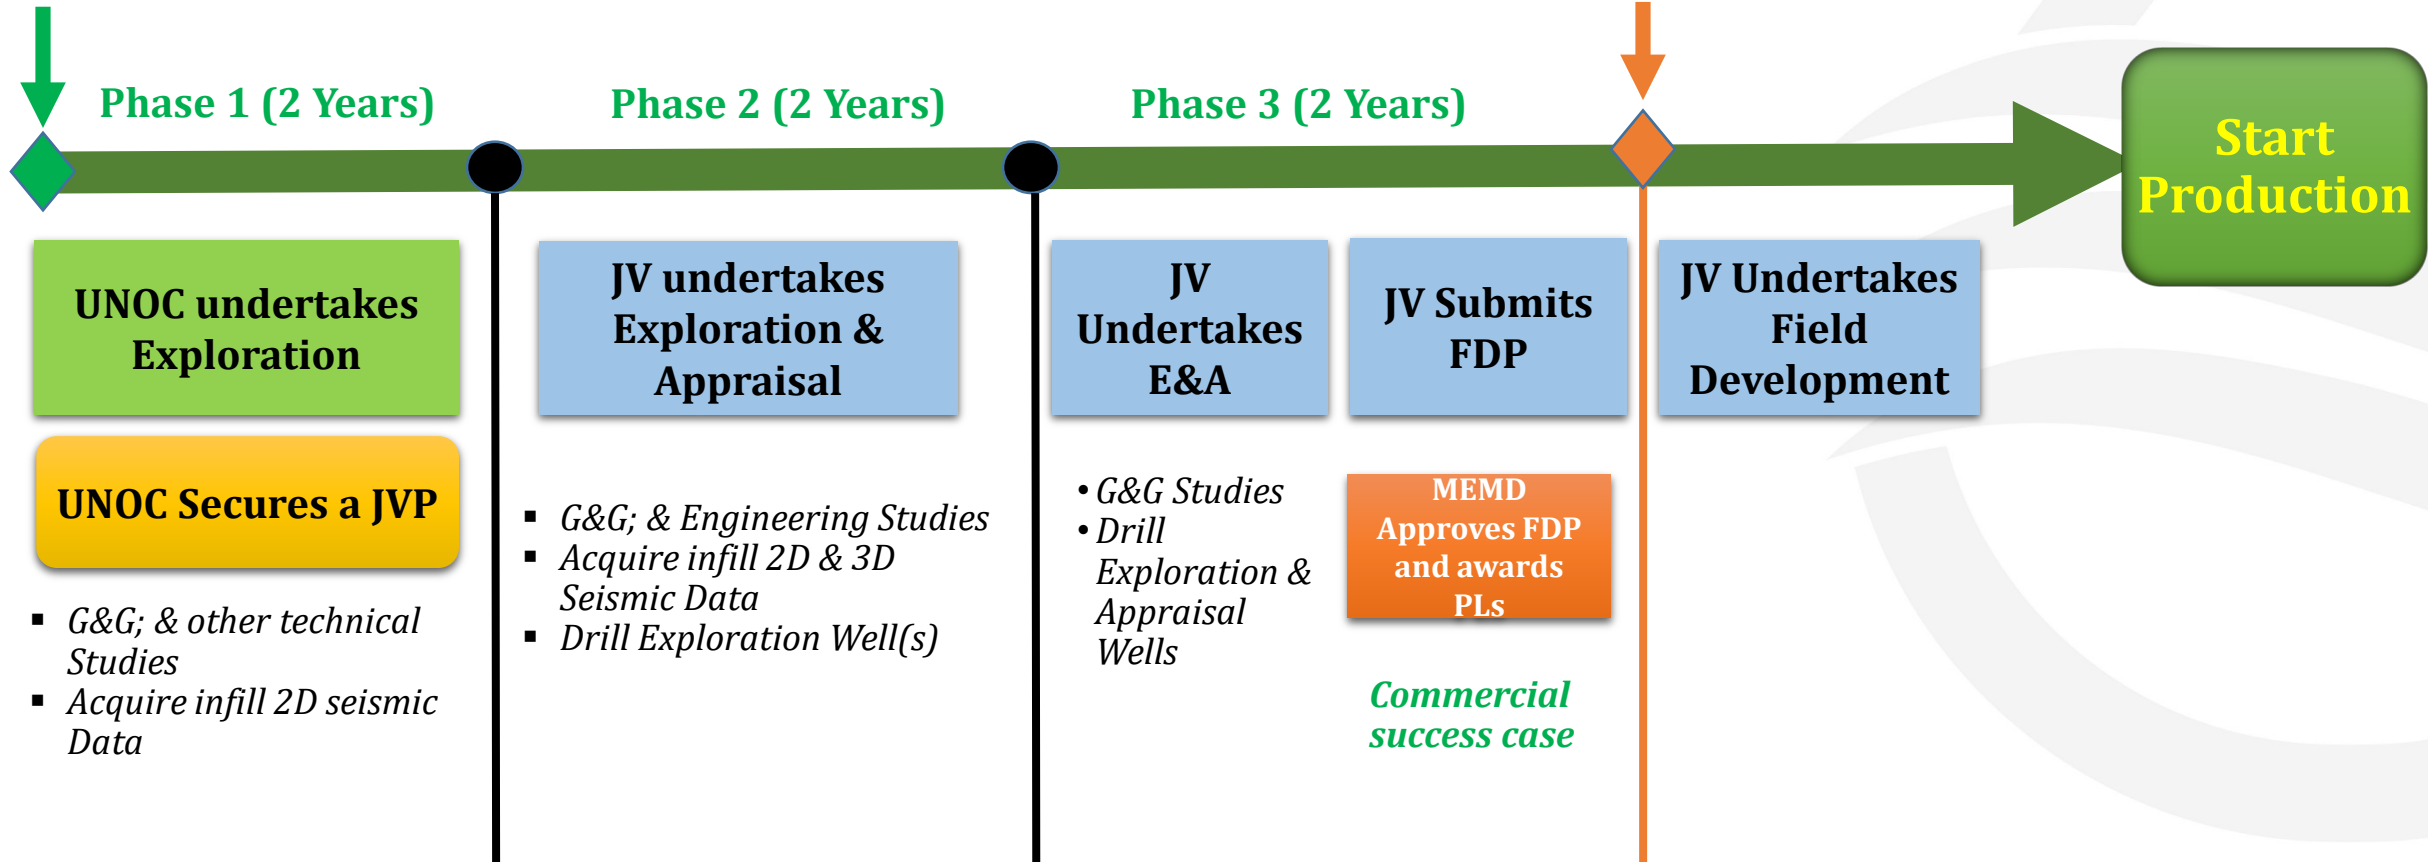 Phase 1 (2 Years)
Phase 2 (2 Years)
Phase 3 (2 Years)
Start
Production
UNOC undertakes
Exploration
UNOC Secures a JVP
▪ G&G; & other technical
Studies
▪ Acquire infill 2D seismic
Data
JV undertakes
Exploration &
Appraisal
▪ G&G; & Engineering Studies
▪ Acquire infill 2D & 3D
Seismic Data
▪ Drill Exploration Well(s)
JV
Undertakes
E&A
• G&G Studies
• Drill
Exploration &
Appraisal
Wells
JV Submits
FDP
MEMD
Approves FDP
and awards
PLs
Commercial
success case
JV Undertakes
Field
Development